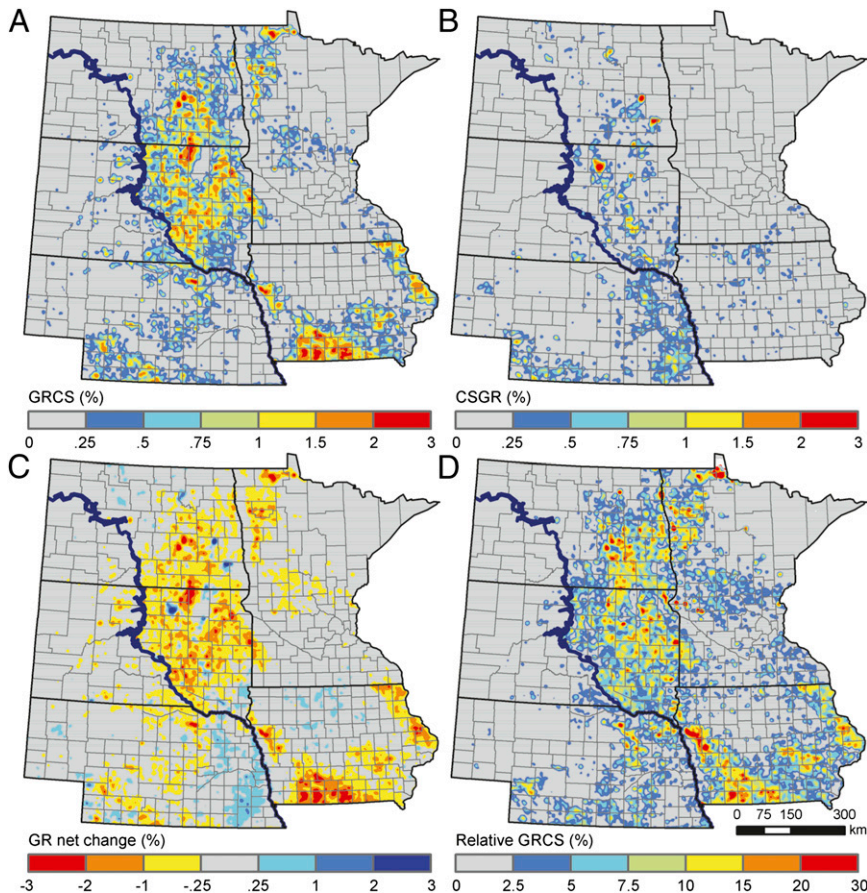 A
B
GRCS (%)
0 .25 .5 .75 1 1.5 2 3
CSGR (%)
0 .25 .5 .75 1 1.5 2 3
C
D
0 75 150 300
km
GR net change (%)
-3 -2 -1 -.25 .25 1 2 3
Relative GRCS (%)
0 2.5 5 7.5 10 15 20 30